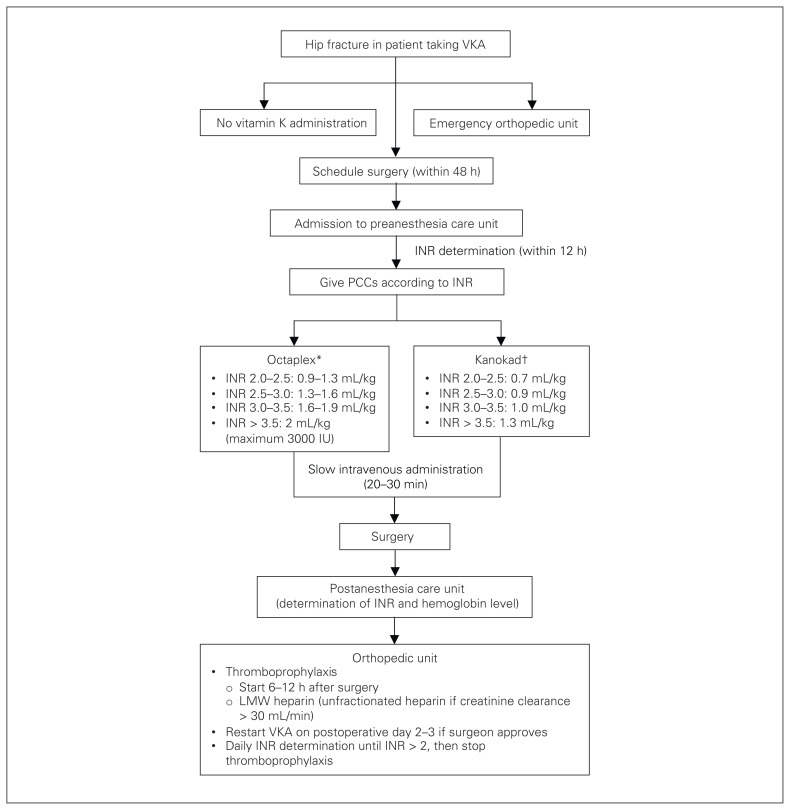 Hip fracture in patient taking VKA
No vitamin K administration
Emergency orthopedic unit
Schedule surgery (within 48 h)
Admission to preanesthesia care unit
INR determination (within 12 h)
Give PCCs according to INR
Octaplex*
• INR 2.0–2.5: 0.9–1.3 mL/kg
• INR 2.5–3.0: 1.3–1.6 mL/kg
• INR 3.0–3.5: 1.6–1.9 mL/kg
• INR > 3.5: 2 mL/kg
(maximum 3000 IU)
Kanokad†
• INR 2.0–2.5: 0.7 mL/kg
• INR 2.5–3.0: 0.9 mL/kg
• INR 3.0–3.5: 1.0 mL/kg
• INR > 3.5: 1.3 mL/kg
Slow intravenous administration
(20–30 min)
Surgery
Postanesthesia care unit
(determination of INR and hemoglobin level)
Orthopedic unit
• Thromboprophylaxis
o Start 6–12 h after surgery
o LMW heparin (unfractionated heparin if creatinine clearance
> 30 mL/min)
• Restart VKA on postoperative day 2–3 if surgeon approves
• Daily INR determination until INR > 2, then stop
thromboprophylaxis